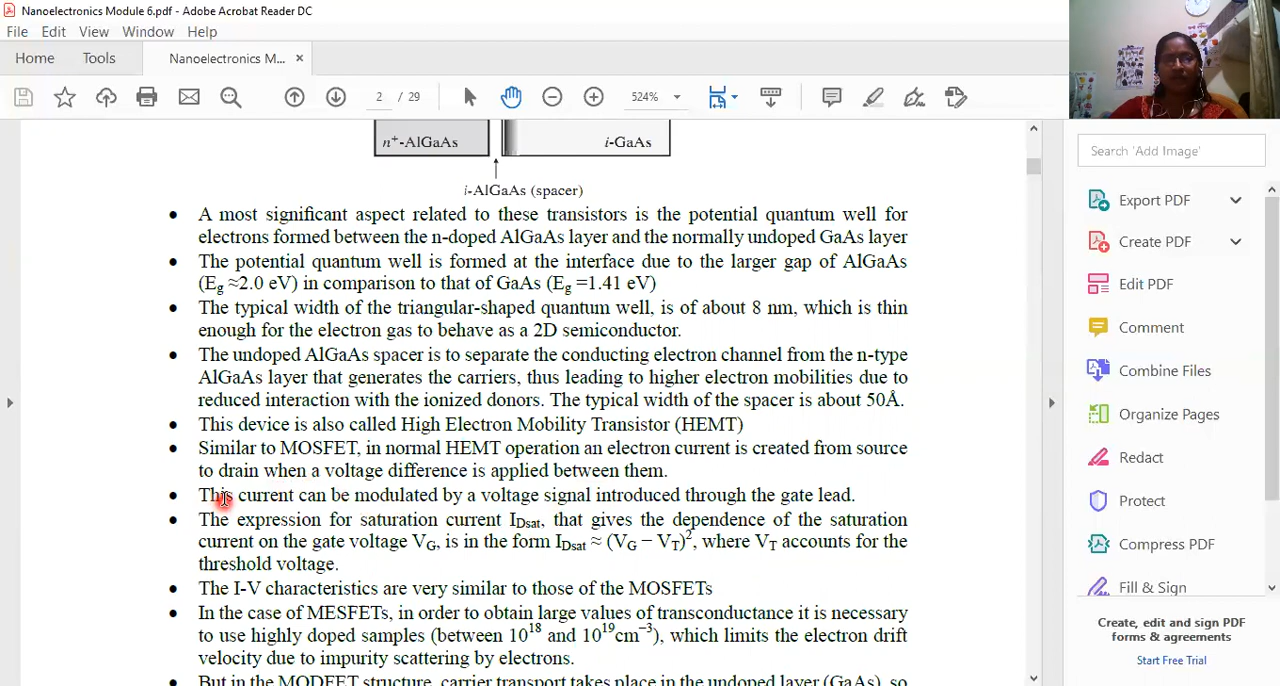 Nanoelectronics Module 6.pdf - Adobe Acrobat Reader DC
File Edit View Window Help
Home Tools Nanoelectronics M... ×
2 / 29 524%
n+-AlGaAs i-GaAs
i-AlGaAs (spacer)
• A most significant aspect related to these transistors is the potential quantum well for
electrons formed between the n-doped AlGaAs layer and the normally undoped GaAs layer
• The potential quantum well is formed at the interface due to the larger gap of AlGaAs
(Eg ≈2.0 eV) in comparison to that of GaAs (Eg =1.41 eV)
• The typical width of the triangular-shaped quantum well, is of about 8 nm, which is thin
enough for the electron gas to behave as a 2D semiconductor.
• The undoped AlGaAs spacer is to separate the conducting electron channel from the n-type
AlGaAs layer that generates the carriers, thus leading to higher electron mobilities due to
reduced interaction with the ionized donors. The typical width of the spacer is about 50Å.
• This device is also called High Electron Mobility Transistor (HEMT)
• Similar to MOSFET, in normal HEMT operation an electron current is created from source
to drain when a voltage difference is applied between them.
• This current can be modulated by a voltage signal introduced through the gate lead.
• The expression for saturation current IDsat, that gives the dependence of the saturation
current on the gate voltage VG, is in the form IDsat ≈ (VG − VT)², where VT accounts for the
threshold voltage.
• The I-V characteristics are very similar to those of the MOSFETs
• In the case of MESFETs, in order to obtain large values of transconductance it is necessary
to use highly doped samples (between 10¹⁸ and 10¹⁹cm⁻³), which limits the electron drift
velocity due to impurity scattering by electrons.
• But in the MODFET structure, carrier transport takes place in the undoped layer (GaAs), so
Search 'Add Image'
Export PDF
Create PDF
Edit PDF
Comment
Combine Files
Organize Pages
Redact
Protect
Compress PDF
Fill & Sign
Create, edit and sign PDF
forms & agreements
Start Free Trial